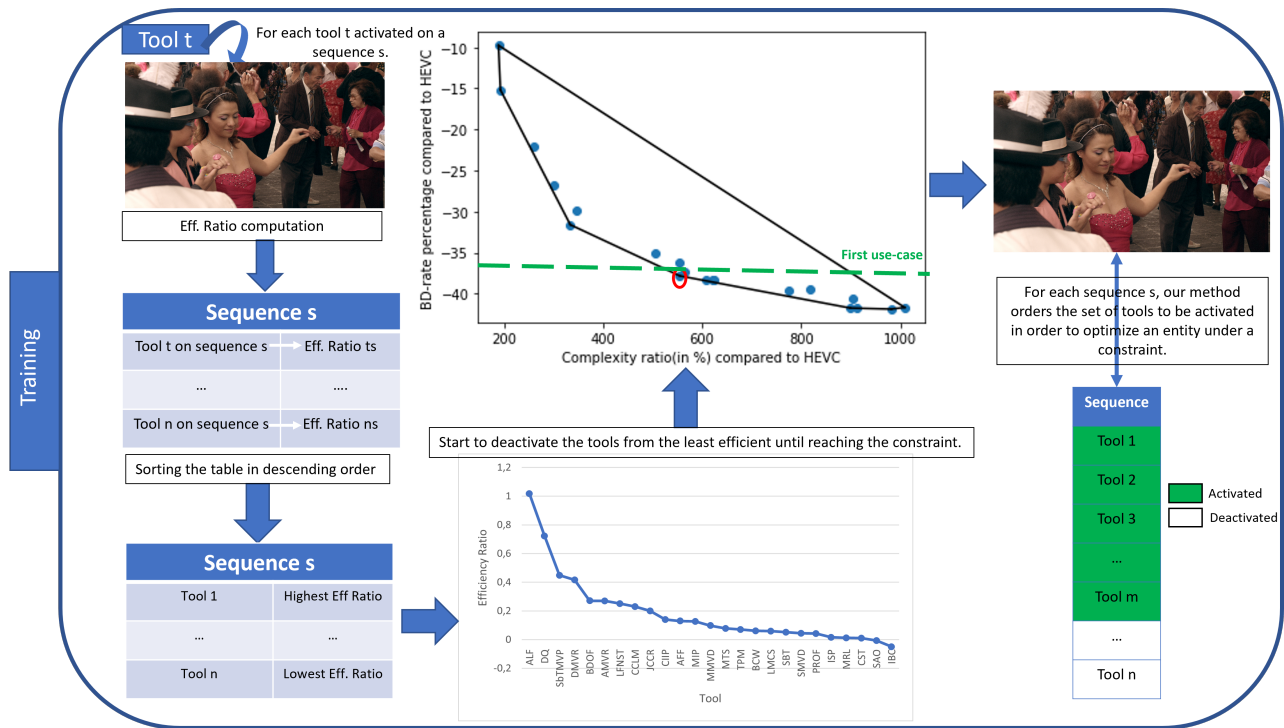 Tool t
For each tool t activated on a
sequence s.
Eff. Ratio computation
Training
Sequence s
Tool t on sequence s Eff. Ratio ts
... ....
Tool n on sequence s Eff. Ratio ns
Sorting the table in descending order
Sequence s
Tool 1 Highest Eff Ratio
... ...
Tool n Lowest Eff. Ratio
BD-rate percentage compared to HEVC
−10
−15
−20
−25
−30
−35
−40
First use-case
200 400 600 800 1000
Complexity ratio(in %) compared to HEVC
Start to deactivate the tools from the least efficient until reaching the constraint.
Efficiency Ratio
1,2
1
0,8
0,6
0,4
0,2
0
-0,2
ALF DQ SbTMVP DMVR BDOF AMVR LFNST CCLM JCCR CIIP AFF MIP MMVD MTS TPM BCW LMCS SBT SMVD PROF ISP MRL CST SAO IBC
Tool
For each sequence s, our method
orders the set of tools to be activated
in order to optimize an entity under a
constraint.
Sequence
Tool 1
Tool 2
Tool 3
...
Tool m
...
Tool n
Activated
Deactivated